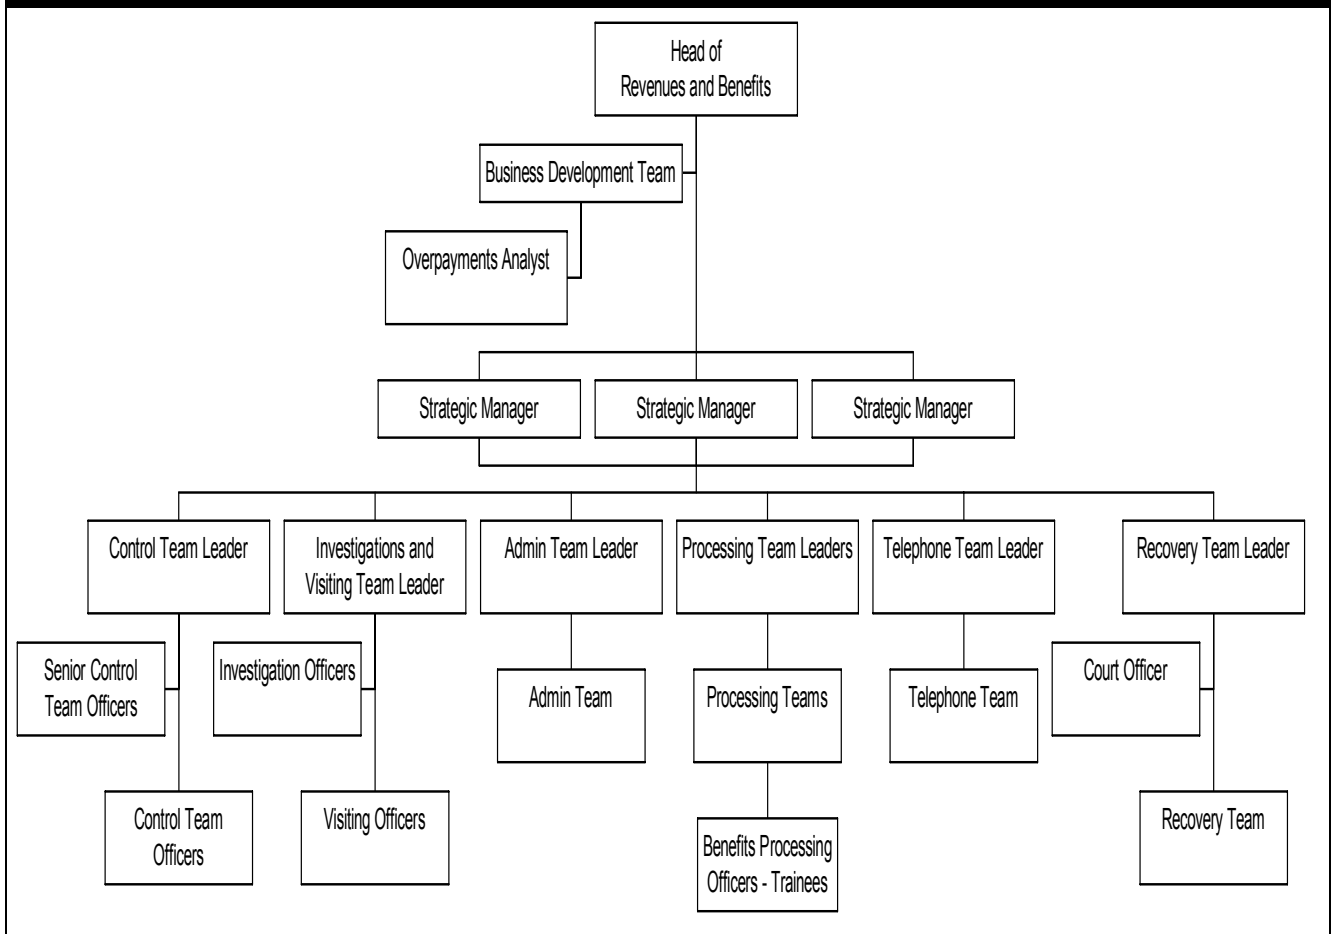 Head of
Revenues and Benefits
Business Development Team
Overpayments Analyst
Strategic Manager
Strategic Manager
Strategic Manager
Control Team Leader
Investigations and
Visiting Team Leader
Admin Team Leader
Processing Team Leaders
Telephone Team Leader
Recovery Team Leader
Senior Control
Team Officers
Investigation Officers
Admin Team
Processing Teams
Telephone Team
Court Officer
Control Team
Officers
Visiting Officers
Benefits Processing
Officers - Trainees
Recovery Team